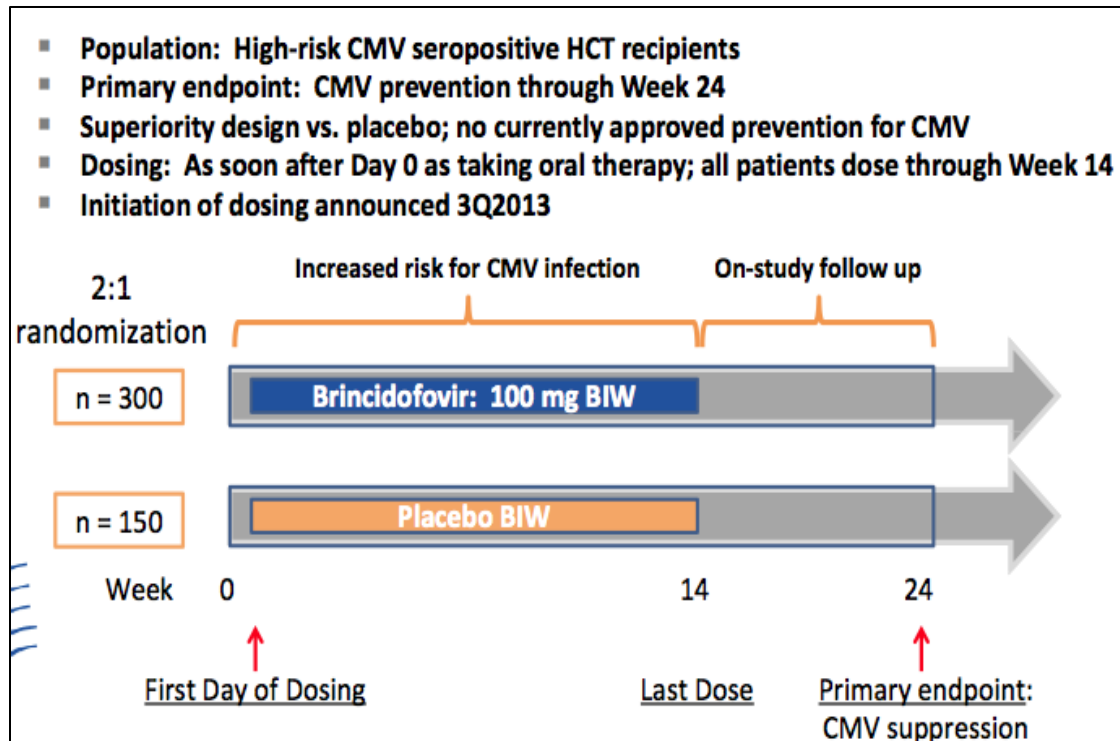 ▪ Population: High-risk CMV seropositive HCT recipients
▪ Primary endpoint: CMV prevention through Week 24
▪ Superiority design vs. placebo; no currently approved prevention for CMV
▪ Dosing: As soon after Day 0 as taking oral therapy; all patients dose through Week 14
▪ Initiation of dosing announced 3Q2013
2:1
randomization
Increased risk for CMV infection
On-study follow up
n = 300
Brincidofovir: 100 mg BIW
n = 150
Placebo BIW
Week 0 14 24
First Day of Dosing
Last Dose
Primary endpoint:
CMV suppression